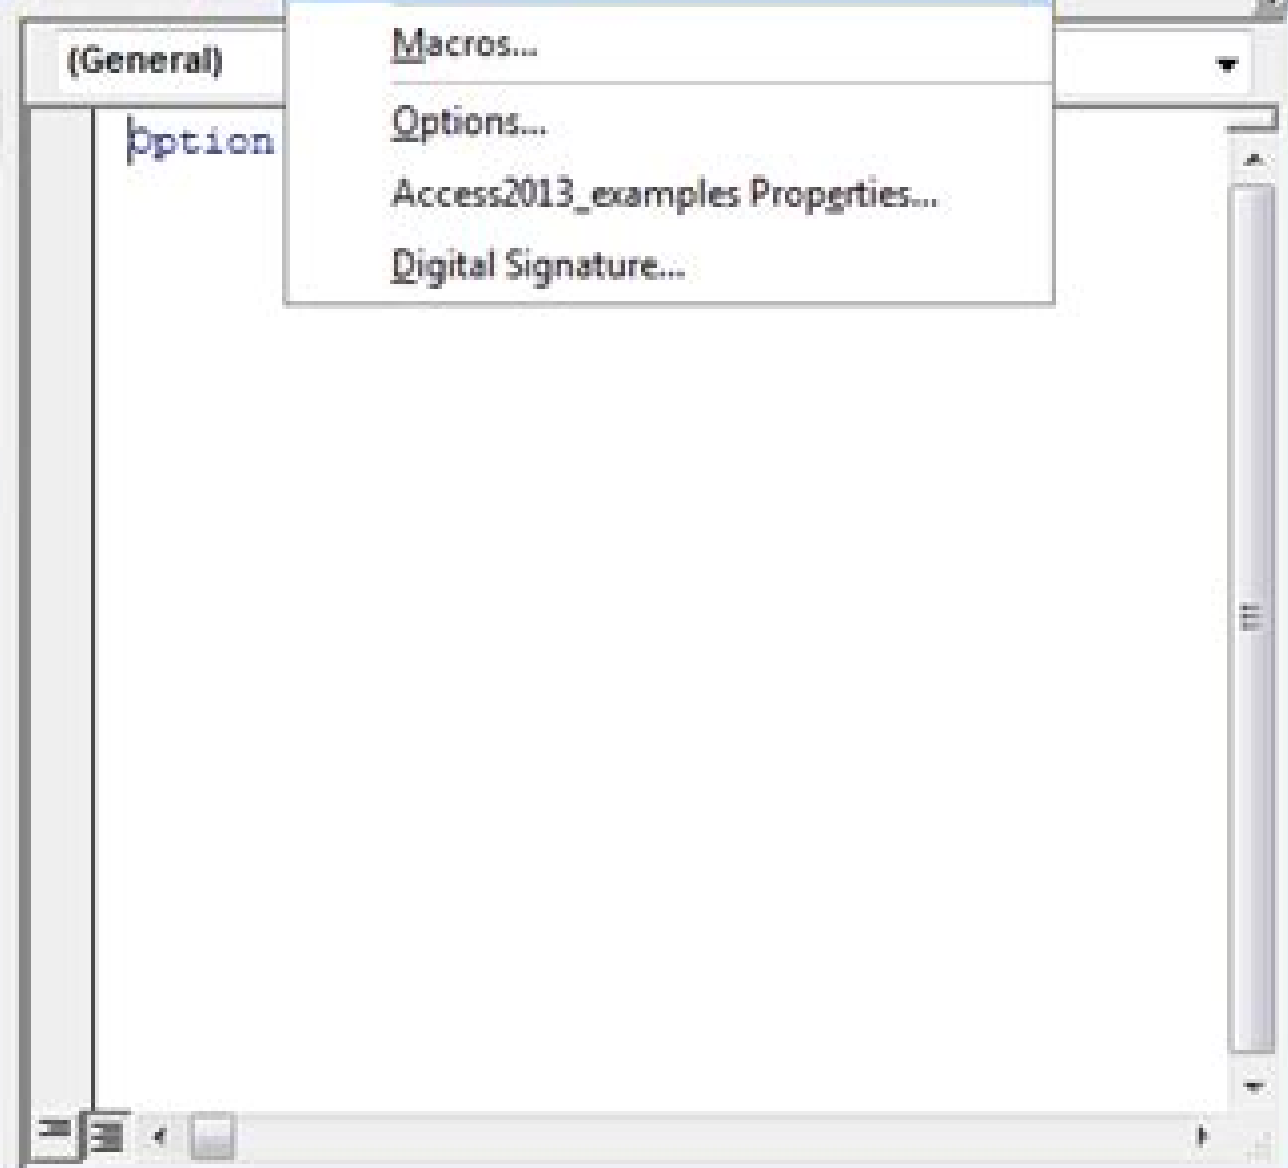 Macros...
(General)
Options...
Option
Access2013_examples Properties...
Digital Signature...